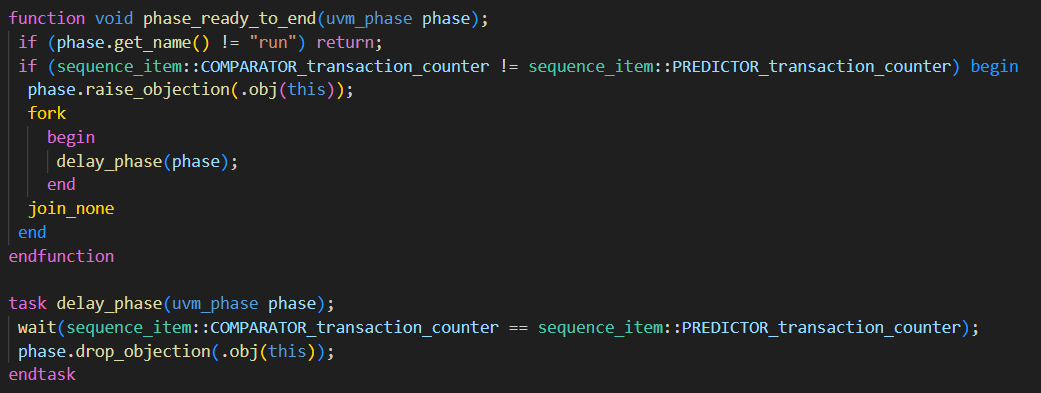 function void phase_ready_to_end(uvm_phase phase);
if (phase.get_name() != "run") return;
if (sequence_item::COMPARATOR_transaction_counter != sequence_item::PREDICTOR_transaction_counter) begin
phase.raise_objection(.obj(this));
fork
begin
delay_phase(phase);
end
join_none
end
endfunction
task delay_phase(uvm_phase phase);
wait(sequence_item::COMPARATOR_transaction_counter == sequence_item::PREDICTOR_transaction_counter);
phase.drop_objection(.obj(this));
endtask